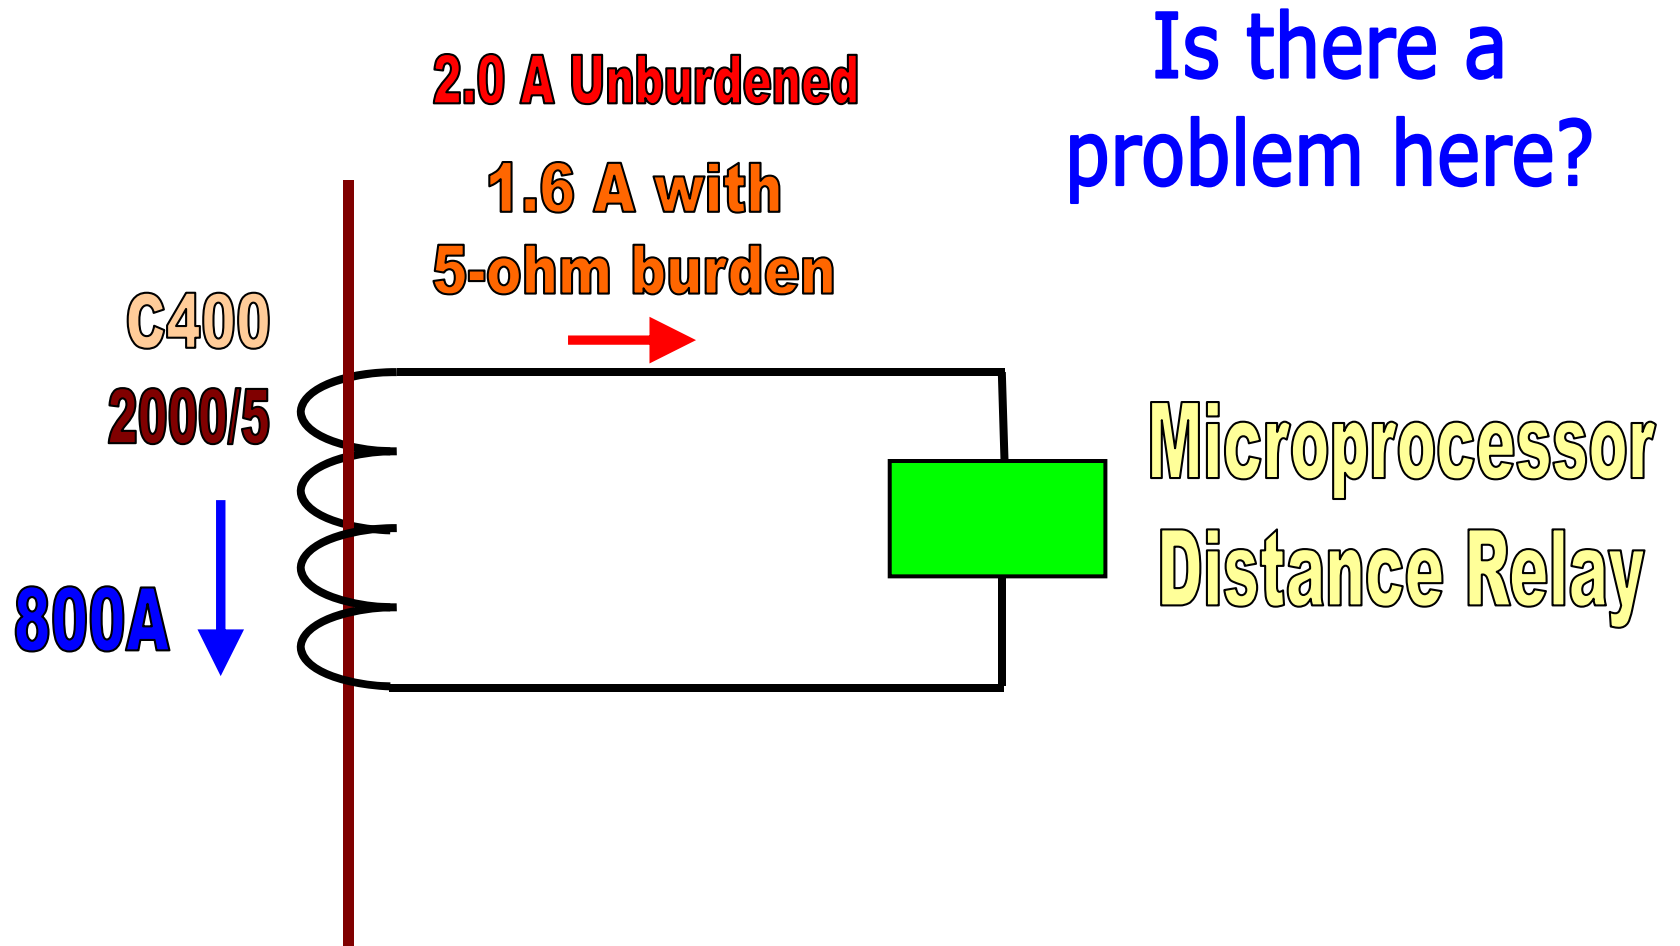 Is there a
problem here?
2.0 A Unburdened
1.6 A with
5-ohm burden
C400
2000/5
800A
Microprocessor
Distance Relay